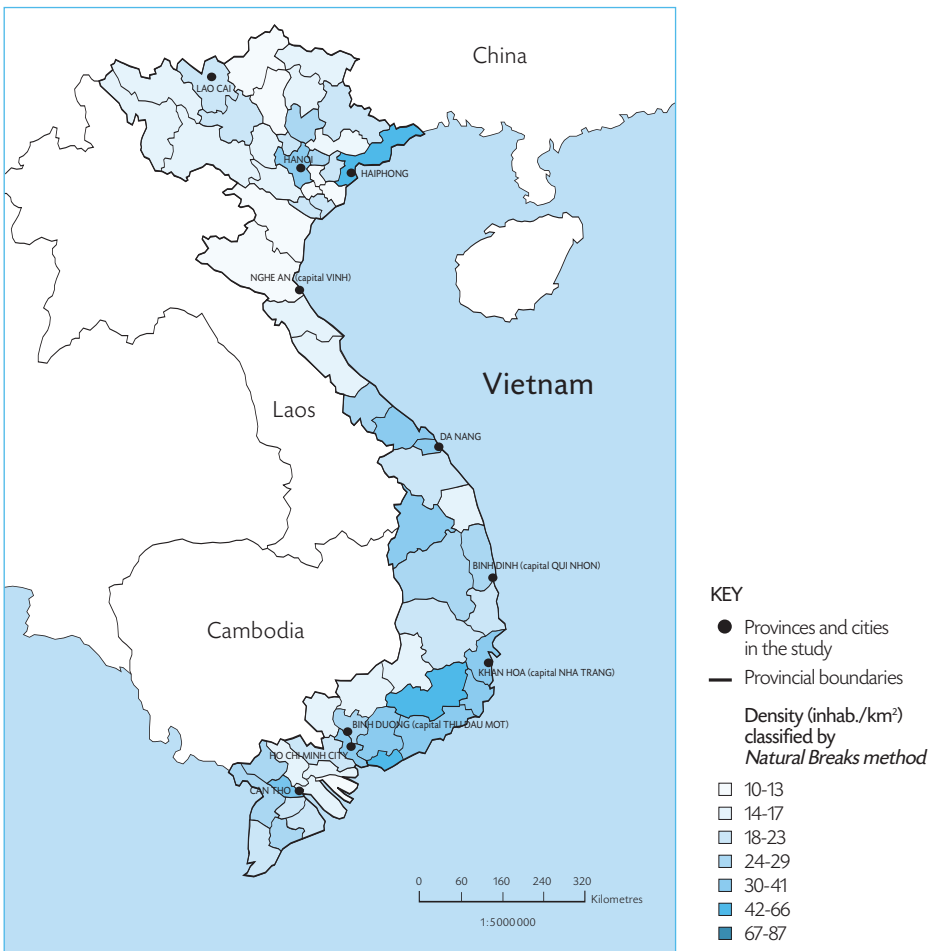 China
LAO CAI
HANOI
HAIPHONG
NGHE AN (capital VINH)
Vietnam
Laos
DA NANG
BINH DINH (capital QUI NHON)
Cambodia
KHAN HOA (capital NHA TRANG)
BINH DUONG (capital THU DAU MOT)
HO CHI MINH CITY
CAN THO
0 60 160 240 320
Kilometres
1:5000000
KEY
Provinces and cities
in the study
Provincial boundaries
Density (inhab./km²)
classified by
Natural Breaks method
10-13
14-17
18-23
24-29
30-41
42-66
67-87